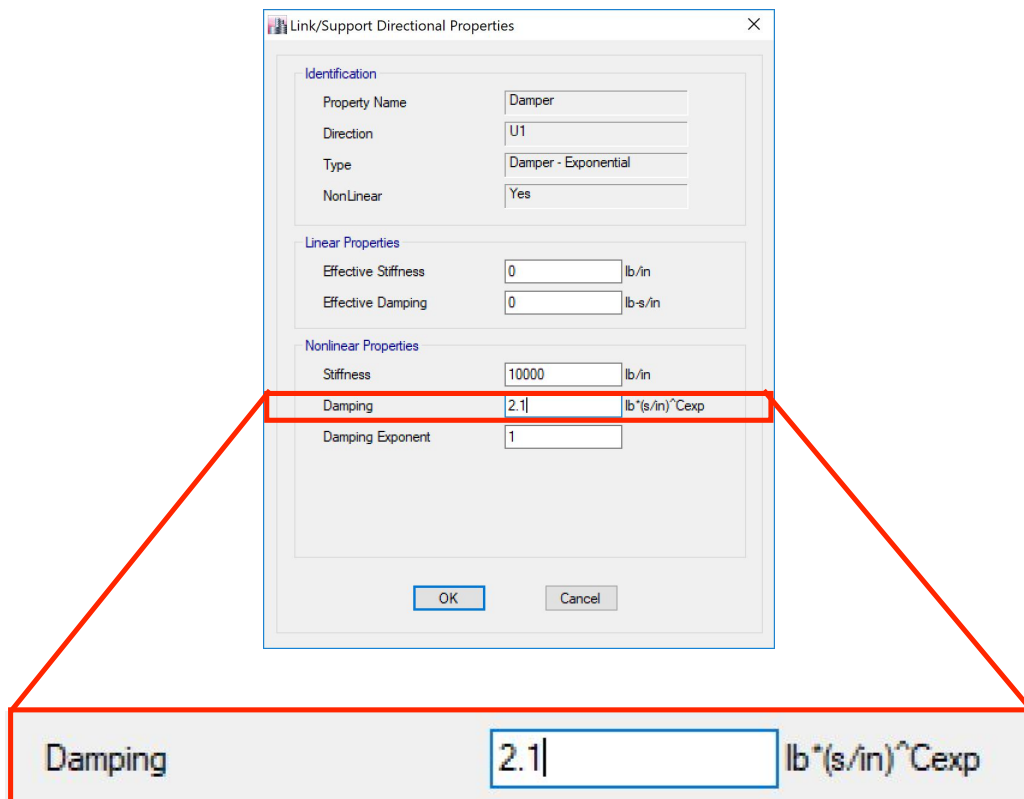 Link/Support Directional Properties
Identification
Property Name Damper
Direction U1
Type Damper - Exponential
NonLinear Yes
Linear Properties
Effective Stiffness 0 lb/in
Effective Damping 0 lb-s/in
Nonlinear Properties
Stiffness 10000 lb/in
Damping 2.1 lb*(s/in)^Cexp
Damping Exponent 1
OK Cancel
Damping 2.1 lb*(s/in)^Cexp